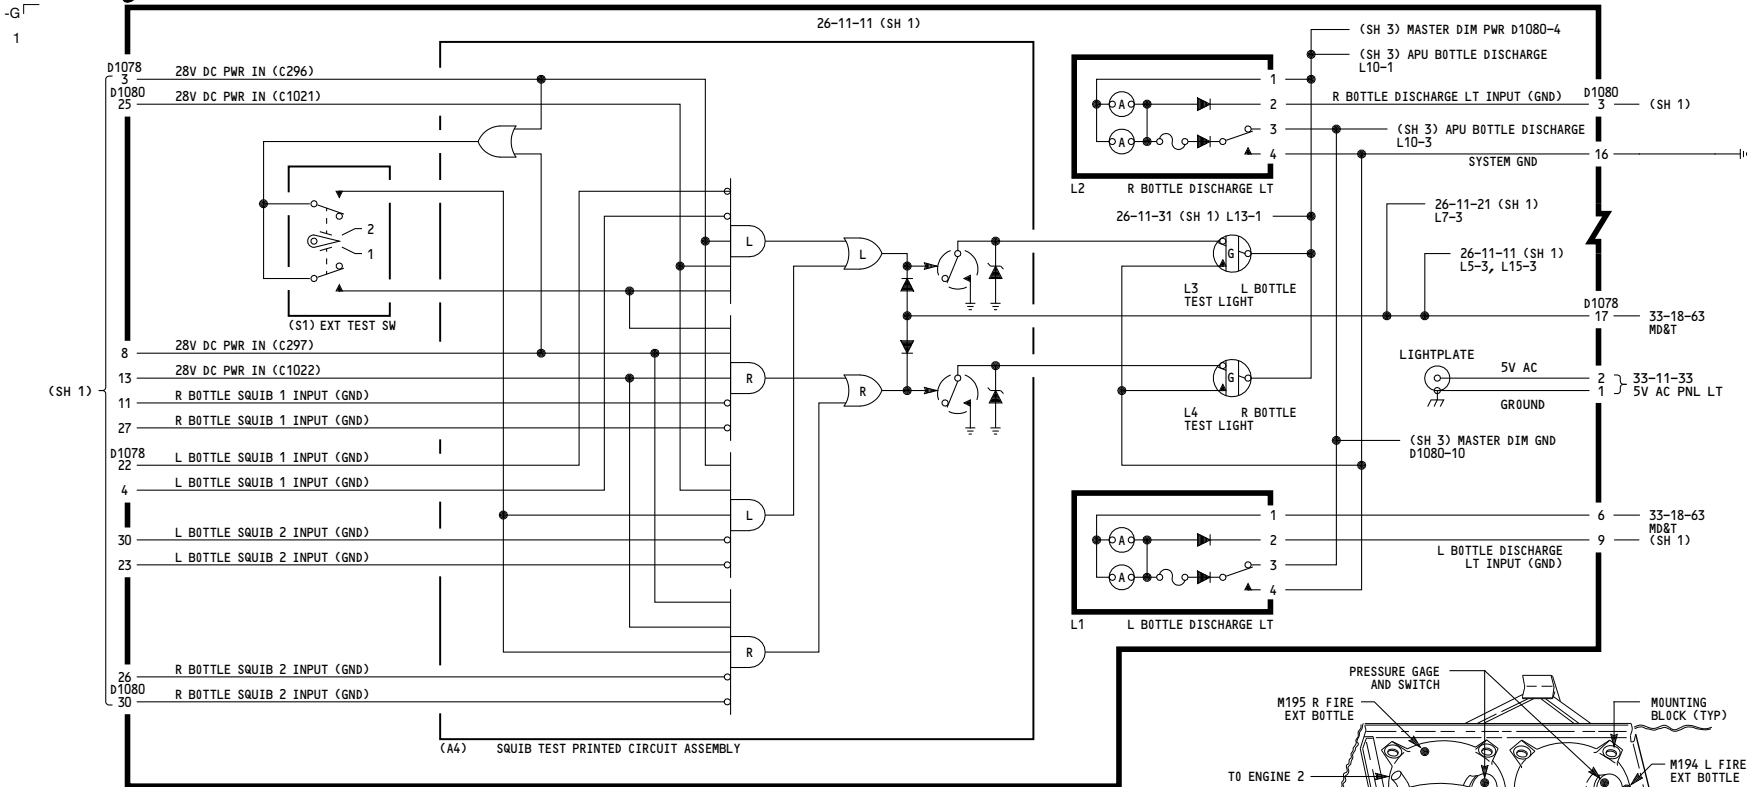 -G
1
26-11-11 (SH 1)
D1078
3 28V DC PWR IN (C296)
D1080
25 28V DC PWR IN (C1021)
2
1
(S1) EXT TEST SW
8 28V DC PWR IN (C297)
13 28V DC PWR IN (C1022)
(SH 1)
11 R BOTTLE SQUIB 1 INPUT (GND)
27 R BOTTLE SQUIB 1 INPUT (GND)
D1078
22 L BOTTLE SQUIB 1 INPUT (GND)
4 L BOTTLE SQUIB 1 INPUT (GND)
30 L BOTTLE SQUIB 2 INPUT (GND)
23 L BOTTLE SQUIB 2 INPUT (GND)
26 R BOTTLE SQUIB 2 INPUT (GND)
D1080
30 R BOTTLE SQUIB 2 INPUT (GND)
L
R
L
R
L
R
(A4) SQUIB TEST PRINTED CIRCUIT ASSEMBLY
(SH 3) MASTER DIM PWR D1080-4
(SH 3) APU BOTTLE DISCHARGE
L10-1
A
A
1
2
3
4
R BOTTLE DISCHARGE LT INPUT (GND)
D1080
3 (SH 1)
(SH 3) APU BOTTLE DISCHARGE
L10-3
SYSTEM GND
16
L2 R BOTTLE DISCHARGE LT
26-11-31 (SH 1) L13-1
26-11-21 (SH 1)
L7-3
26-11-11 (SH 1)
L5-3, L15-3
G
L3 L BOTTLE
TEST LIGHT
D1078
17 33-18-63
MD&T
G
L4 R BOTTLE
TEST LIGHT
LIGHTPLATE
5V AC
2 33-11-33
1 5V AC PNL LT
GROUND
(SH 3) MASTER DIM GND
D1080-10
A
A
1
2
3
4
6 33-18-63
MD&T
9 (SH 1)
L BOTTLE DISCHARGE
LT INPUT (GND)
L1 L BOTTLE DISCHARGE LT
PRESSURE GAGE
AND SWITCH
M195 R FIRE
EXT BOTTLE
MOUNTING
BLOCK (TYP)
TO ENGINE 2
M194 L FIRE
EXT BOTTLE